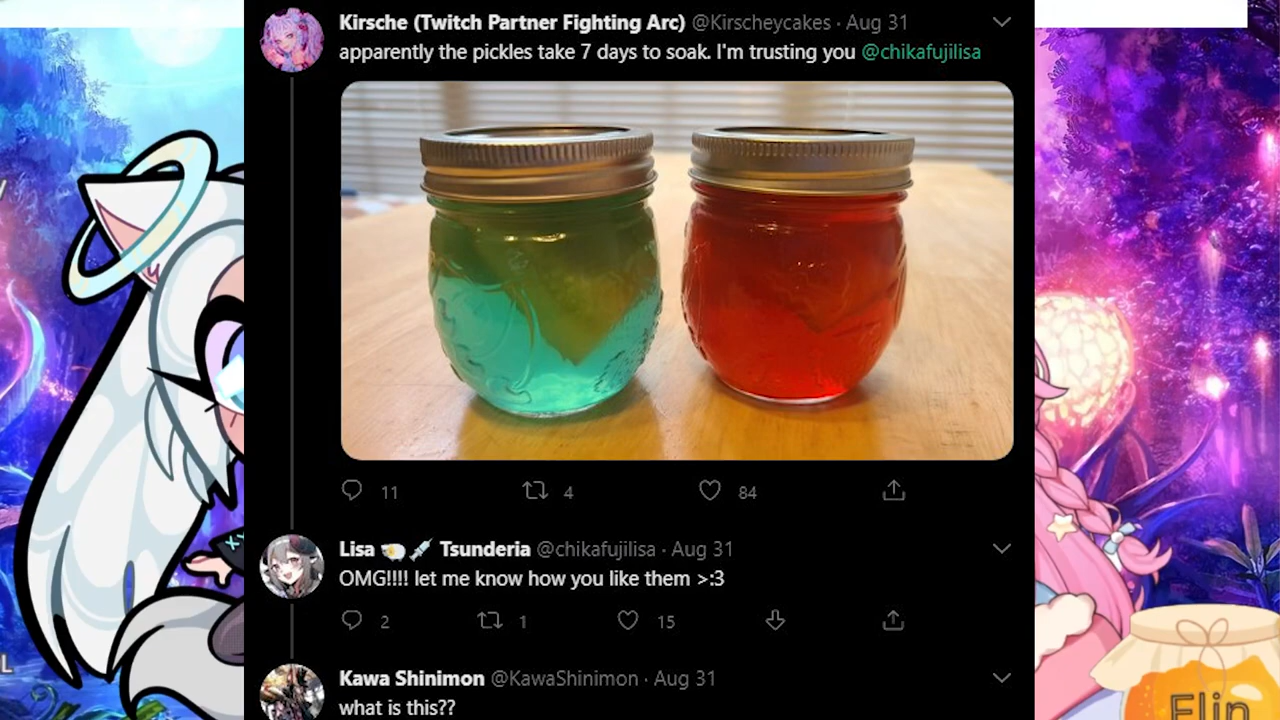 Kirsche (Twitch Partner Fighting Arc) @Kirscheycakes · Aug 31
apparently the pickles take 7 days to soak. I'm trusting you @chikafujilisa
11 4 84
Lisa 🐑💉 Tsunderia @chikafujilisa · Aug 31
OMG!!!! let me know how you like them >:3
2 1 15
Kawa Shinimon @KawaShinimon · Aug 31
what is this??
L
Elin